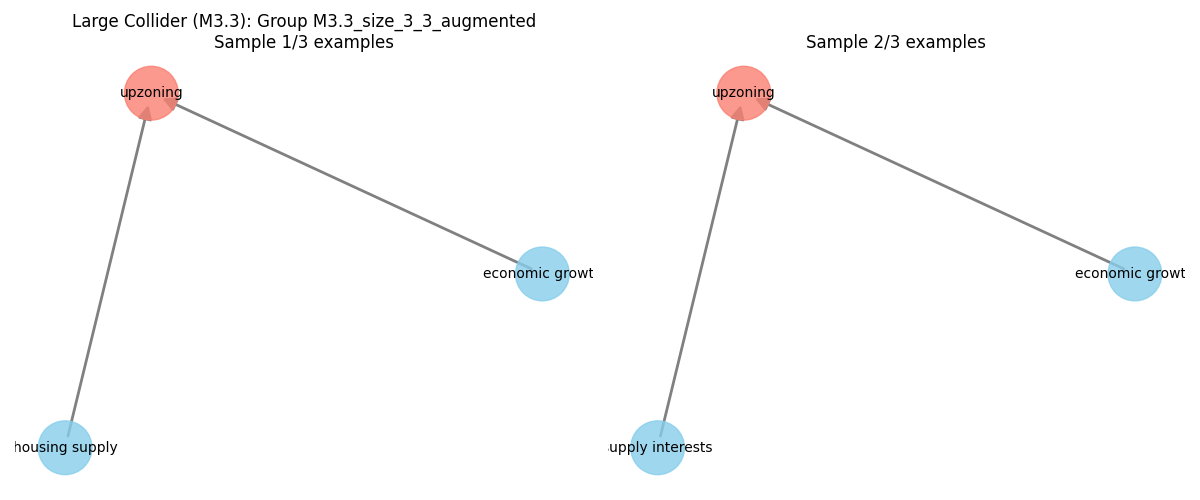 Large Collider (M3.3): Group M3.3_size_3_3_augmented
Sample 1/3 examples
Sample 2/3 examples
upzoning
upzoning
economic growt
economic growt
housing supply
upply interests